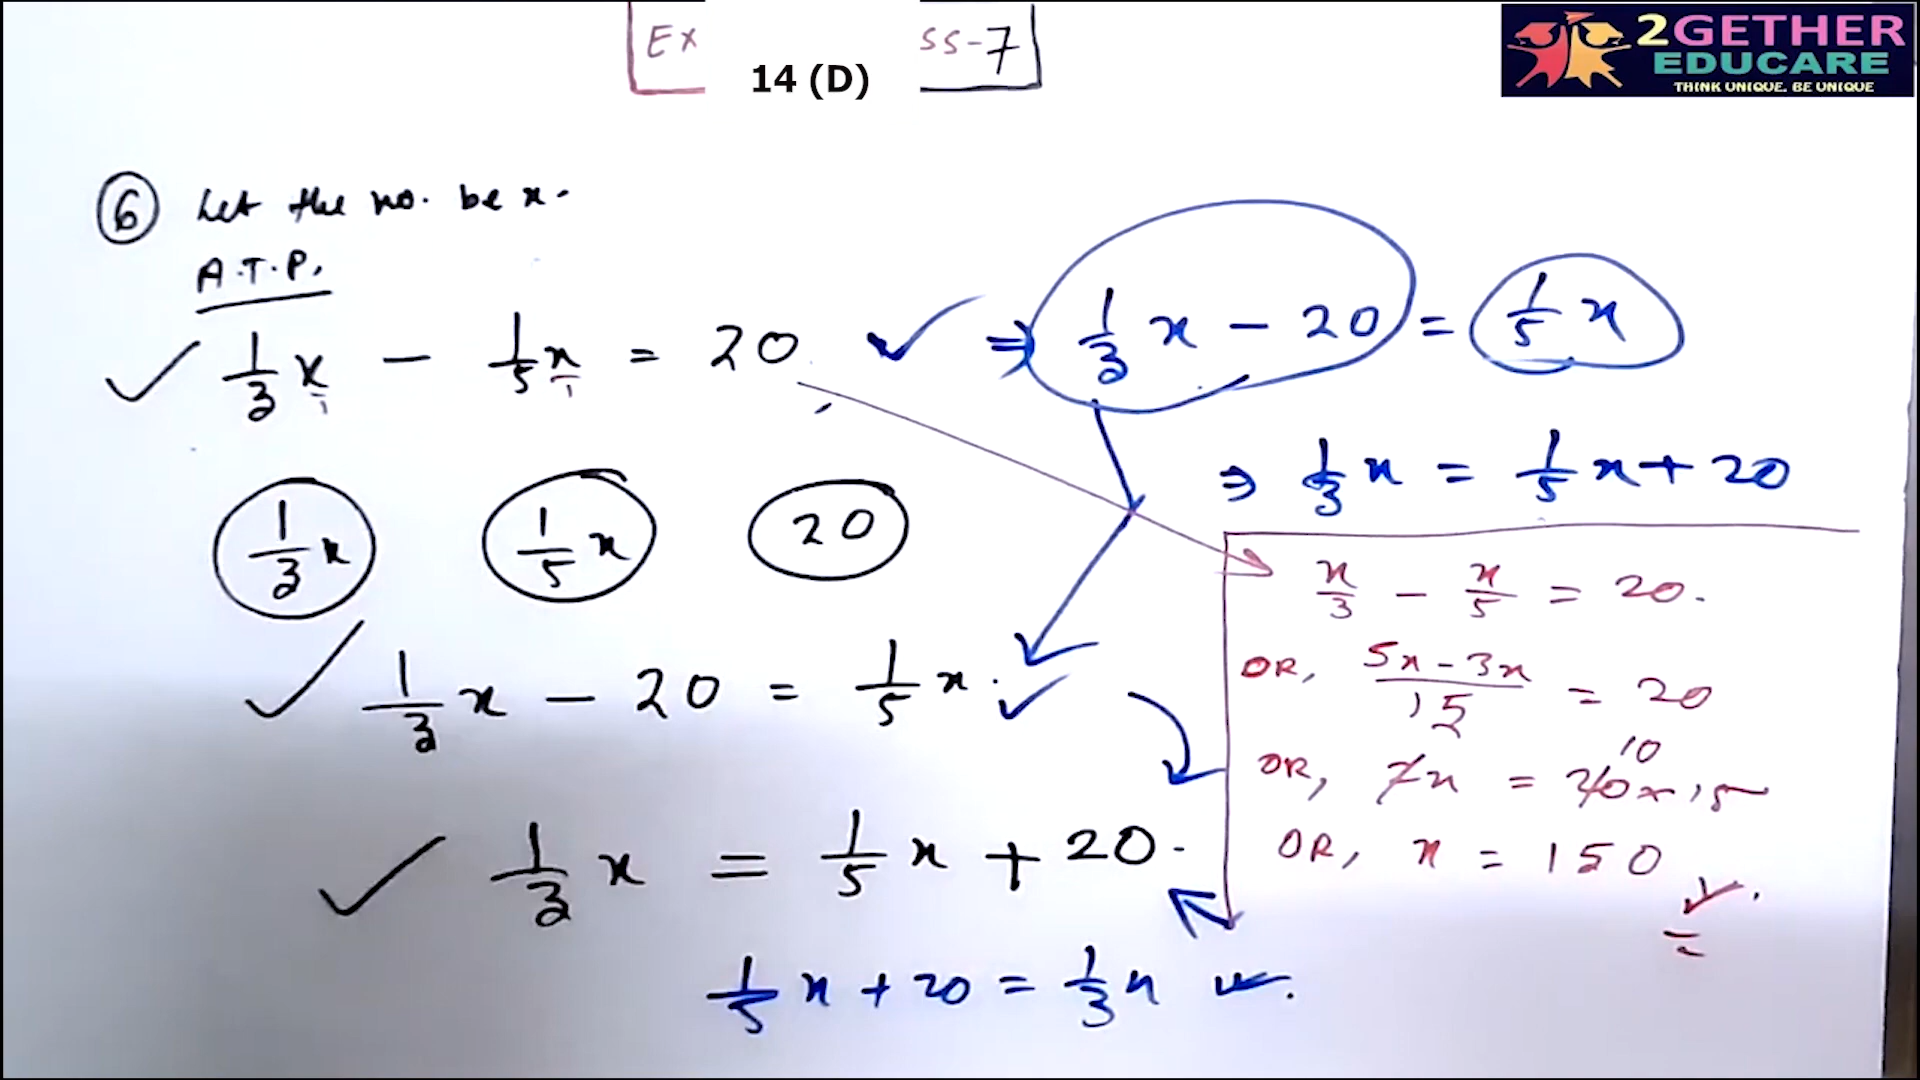 Ex
ss-7
14 (D)
2GETHER
EDUCARE
THINK UNIQUE. BE UNIQUE
6 Let the no. be x.
A.T.P.
1/3 x - 1/5 x = 20
⇒ 1/3 x - 20 = 1/5 x
⇒ 1/3 x = 1/5 x + 20
1/3 x 1/5 x 20
1/3 x - 20 = 1/5 x.
1/3 x = 1/5 x + 20.
1/5 x + 20 = 1/3 x
x/3 - x/5 = 20.
OR, 5x-3x/15 = 20
OR, 2x = 20 x 15
10
OR, x = 150